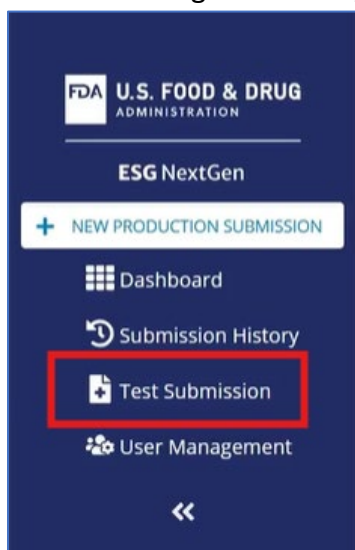 FDA U.S. FOOD & DRUG
ADMINISTRATION
ESG NextGen
+ NEW PRODUCTION SUBMISSION
Dashboard
Submission History
Test Submission
User Management